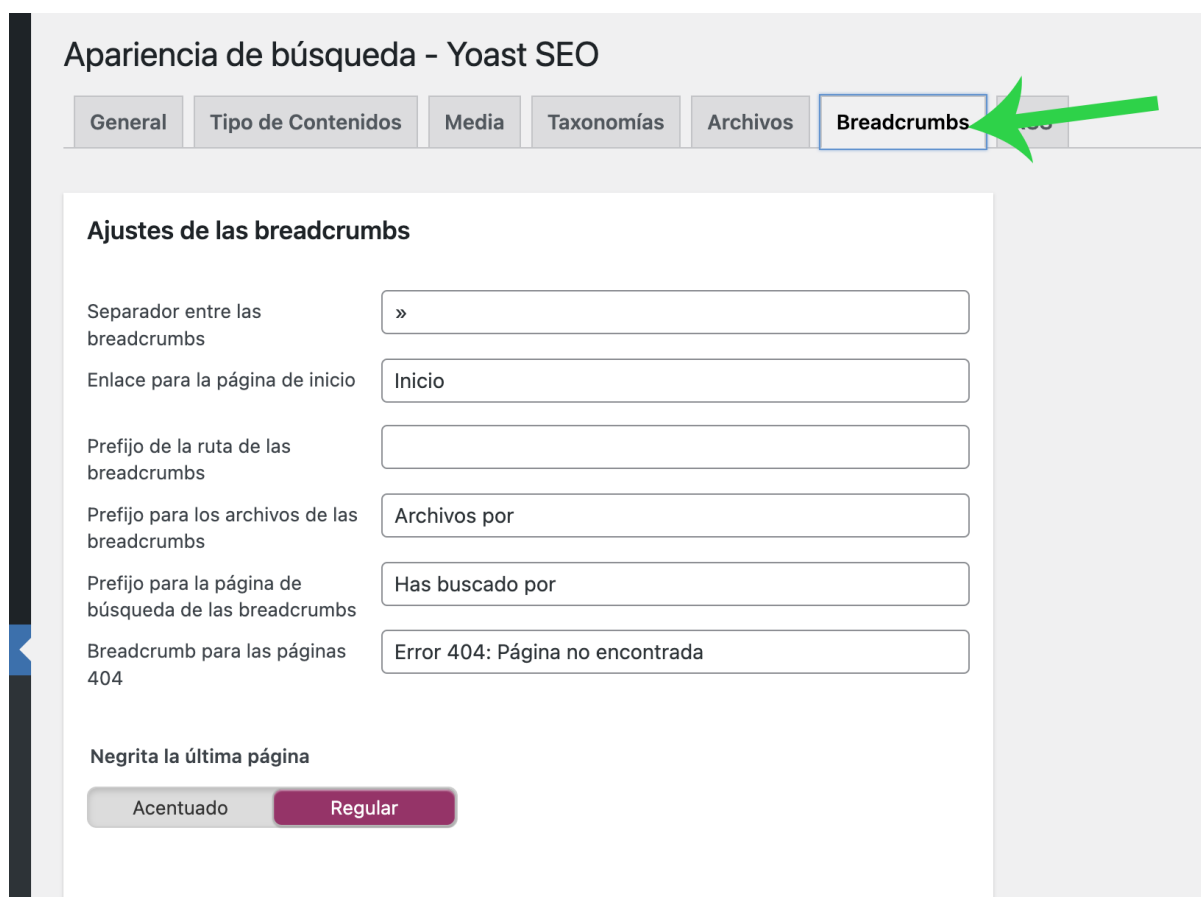 Apariencia de búsqueda - Yoast SEO
General Tipo de Contenidos Media Taxonomías Archivos Breadcrumbs
Ajustes de las breadcrumbs
Separador entre las
breadcrumbs
»
Enlace para la página de inicio
Inicio
Prefijo de la ruta de las
breadcrumbs
Prefijo para los archivos de las
breadcrumbs
Archivos por
Prefijo para la página de
búsqueda de las breadcrumbs
Has buscado por
Breadcrumb para las páginas
404
Error 404: Página no encontrada
Negrita la última página
Acentuado Regular